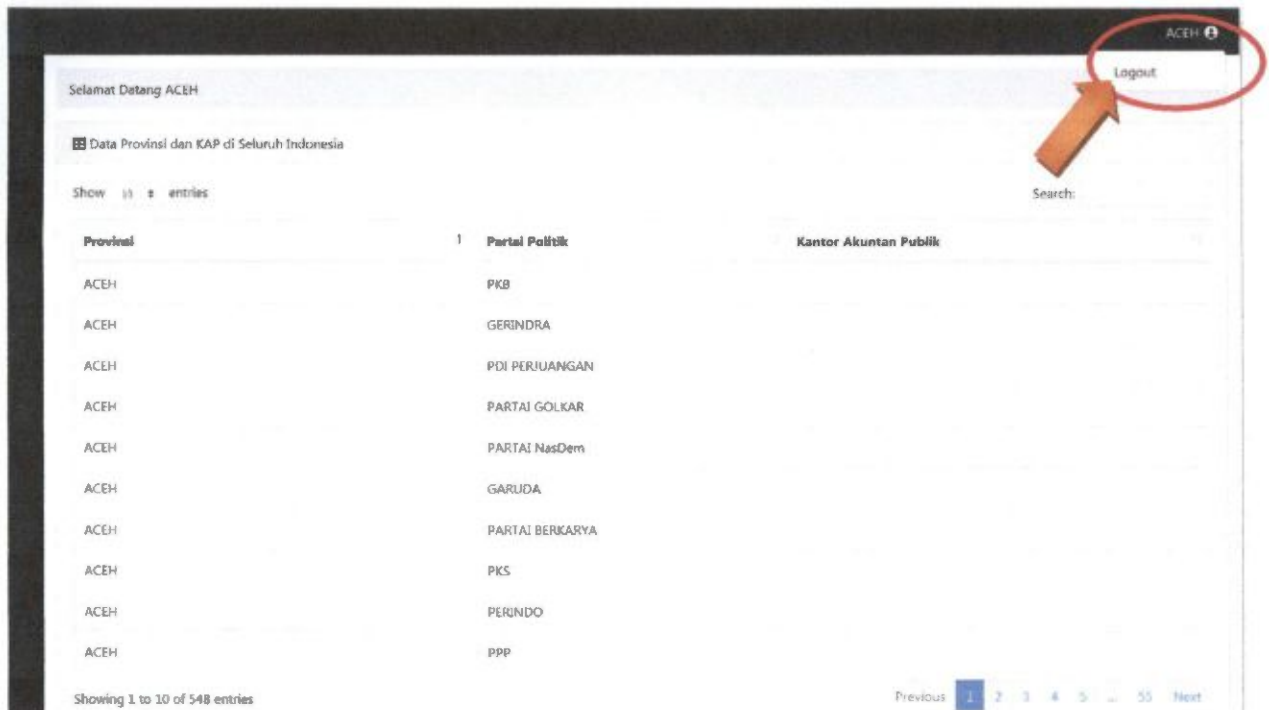 ACEH
Logout
Selamat Datang ACEH
Data Provinsi dan KAP di Seluruh Indonesia
Show 10 entries
Search:
Provinsi Partai Politik Kantor Akuntan Publik
ACEH PKB
ACEH GERINDRA
ACEH PDI PERJUANGAN
ACEH PARTAI GOLKAR
ACEH PARTAI NasDem
ACEH GARUDA
ACEH PARTAI BERKARYA
ACEH PKS
ACEH PERINDO
ACEH PPP
Showing 1 to 10 of 548 entries
Previous 1 2 3 4 5 ... 55 Next